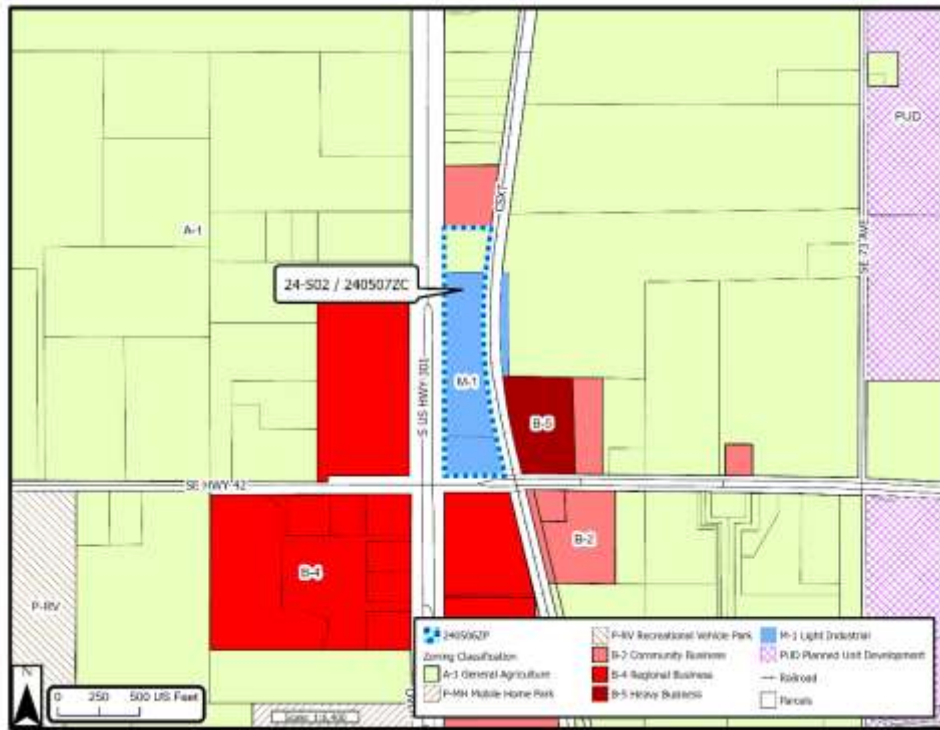 PUD
CSXT
SE 73 AVE
A-1
24-S02 / 240507ZC
S US HWY 301
M-1
B-5
SE HWY 42
B-2
B-4
P-RV
240506ZP
Zoning Classification
A-1 General Agriculture
P-MH Mobile Home Park
P-RV Recreational Vehicle Park
B-2 Community Business
B-4 Regional Business
B-5 Heavy Business
M-1 Light Industrial
PUD Planned Unit Development
Railroad
Parcels
N
0 250 500 US Feet